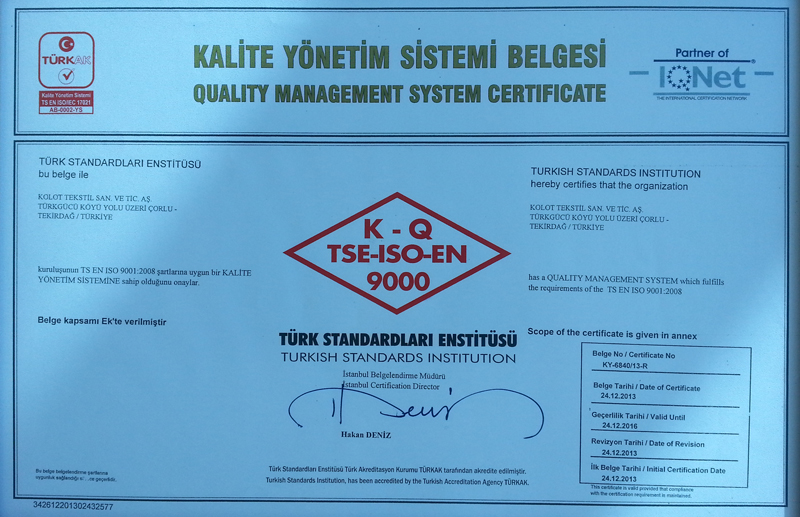 TÜRKAK
Kalite Yönetim Sistemi
TS EN ISO/IEC 17021
AB-0002-YS
KALİTE YÖNETİM SİSTEMİ BELGESİ
QUALITY MANAGEMENT SYSTEM CERTIFICATE
Partner of
IQNet
THE INTERNATIONAL CERTIFICATION NETWORK
TÜRK STANDARDLARI ENSTİTÜSÜ
bu belge ile
KOLOT TEKSTIL SAN. VE TIC. AŞ.
TÜRKGÜCÜ KÖYÜ YOLU ÜZERİ ÇORLU -
TEKİRDAĞ / TÜRKİYE
kuruluşunun TS EN ISO 9001:2008 şartlarına uygun bir KALİTE
YÖNETİM SİSTEMİNE sahip olduğunu onaylar.
Belge kapsamı Ek'te verilmiştir
K - Q
TSE-ISO-EN
9000
TÜRK STANDARDLARI ENSTİTÜSÜ
TURKISH STANDARDS INSTITUTION
İstanbul Belgelendirme Müdürü
İstanbul Certification Director
Hakan DENİZ
Türk Standardları Enstitüsü Türk Akreditasyon Kurumu TÜRKAK tarafından akredite edilmiştir.
Turkish Standards Institution, has been accredited by the Turkish Accreditation Agency TÜRKAK.
TURKISH STANDARDS INSTITUTION
hereby certifies that the organization
KOLOT TEKSTIL SAN. VE TIC. AŞ.
TÜRKGÜCÜ KÖYÜ YOLU ÜZERİ ÇORLU -
TEKİRDAĞ / TÜRKİYE
has a QUALITY MANAGEMENT SYSTEM which fulfills
the requirements of the TS EN ISO 9001:2008
Scope of the certificate is given in annex
Belge No / Certificate No
KY-6840/13-R
Belge Tarihi / Date of Certificate
24.12.2013
Geçerlilik Tarihi / Valid Until
24.12.2016
Revizyon Tarihi / Date of Revision
24.12.2013
İlk Belge Tarihi / Initial Certification Date
24.12.2013
This certificate is valid provided that compliance
with the certification requirement is maintained.
Bu belge belgelendirme şartlarına
uygunluk sağlandığı geçerlidir.
342612201302432577